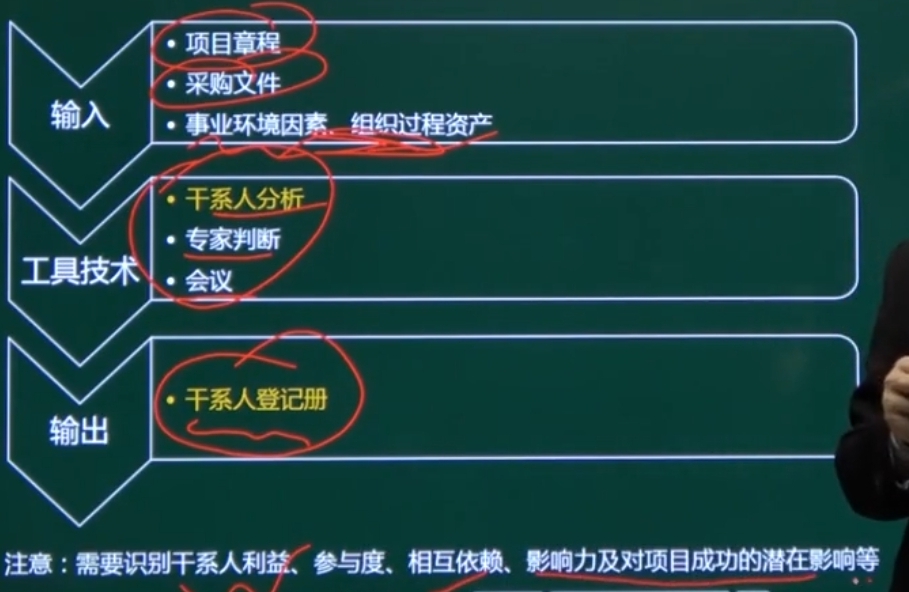 输入
• 项目章程
• 采购文件
• 事业环境因素、组织过程资产
工具技术
• 干系人分析
• 专家判断
• 会议
输出
• 干系人登记册
注意：需要识别干系人利益、参与度、相互依赖、影响力及对项目成功的潜在影响等